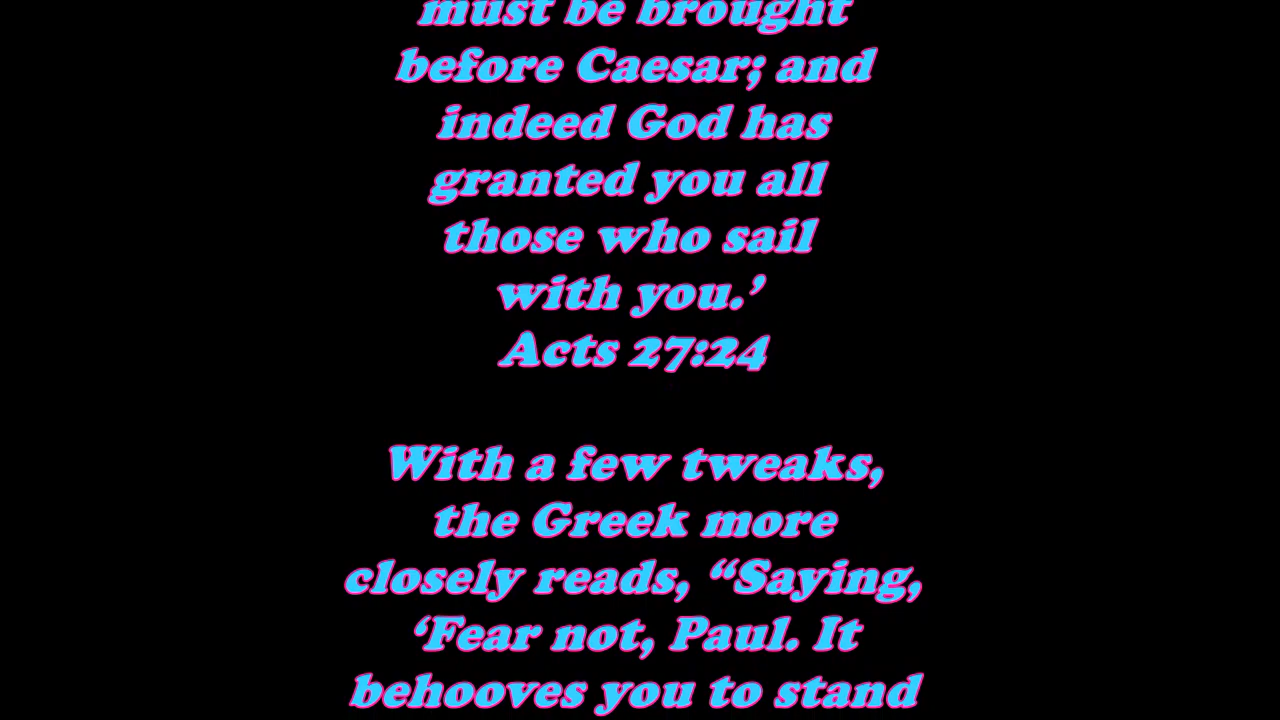 must be brought
before Caesar; and
indeed God has
granted you all
those who sail
with you.’
Acts 27:24
With a few tweaks,
the Greek more
closely reads, “Saying,
‘Fear not, Paul. It
behooves you to stand